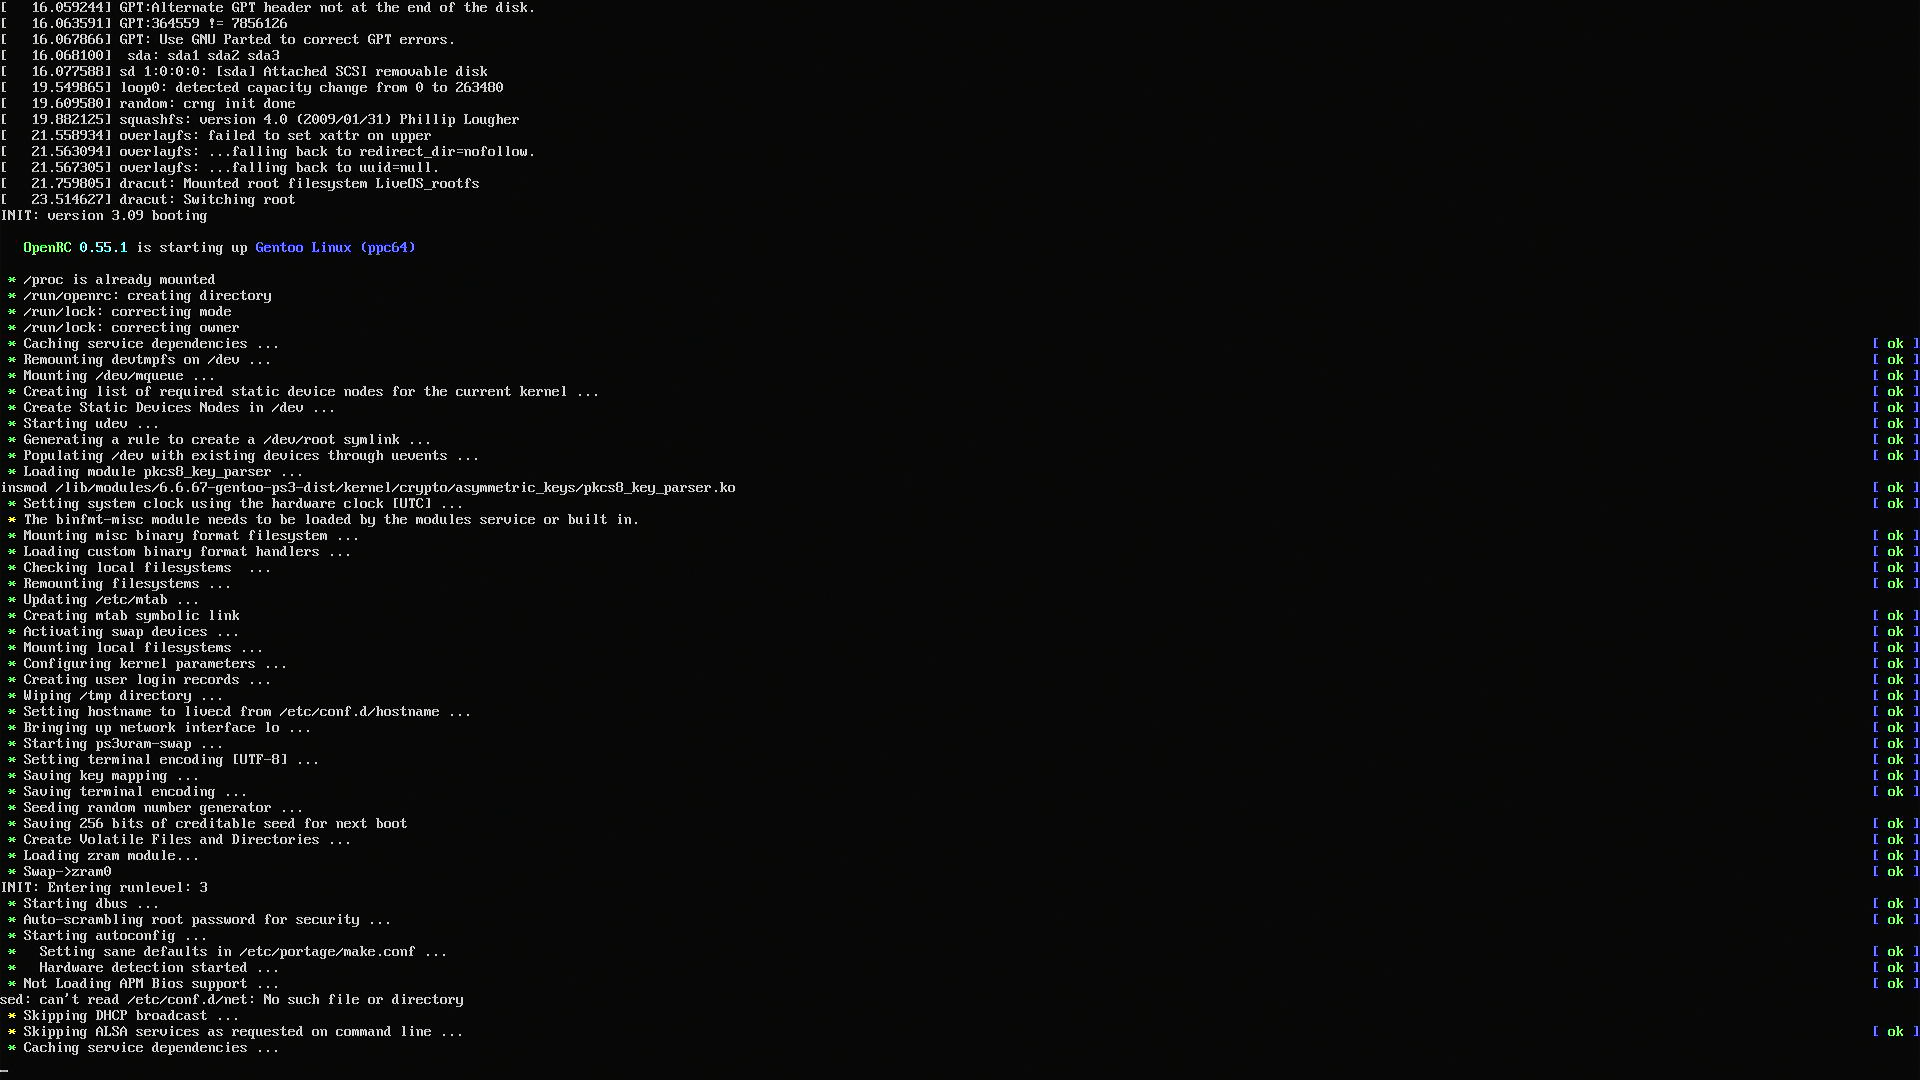 [   16.059244] GPT:Alternate GPT header not at the end of the disk.
[   16.063591] GPT:364559 != 7856126
[   16.067866] GPT: Use GNU Parted to correct GPT errors.
[   16.068100]  sda: sda1 sda2 sda3
[   16.077588] sd 1:0:0:0: [sda] Attached SCSI removable disk
[   19.549865] loop0: detected capacity change from 0 to 263480
[   19.609580] random: crng init done
[   19.882125] squashfs: version 4.0 (2009/01/31) Phillip Lougher
[   21.558934] overlayfs: failed to set xattr on upper
[   21.563094] overlayfs: ...falling back to redirect_dir=nofollow.
[   21.567305] overlayfs: ...falling back to uuid=null.
[   21.759805] dracut: Mounted root filesystem LiveOS_rootfs
[   23.514627] dracut: Switching root
INIT: version 3.09 booting
OpenRC 0.55.1 is starting up Gentoo Linux (ppc64)
* /proc is already mounted
* /run/openrc: creating directory
* /run/lock: correcting mode
* /run/lock: correcting owner
* Caching service dependencies ... [ ok ]
* Remounting devtmpfs on /dev ... [ ok ]
* Mounting /dev/mqueue ... [ ok ]
* Creating list of required static device nodes for the current kernel ... [ ok ]
* Create Static Devices Nodes in /dev ... [ ok ]
* Starting udev ... [ ok ]
* Generating a rule to create a /dev/root symlink ... [ ok ]
* Populating /dev with existing devices through uevents ... [ ok ]
* Loading module pkcs8_key_parser ...
insmod /lib/modules/6.6.67-gentoo-ps3-dist/kernel/crypto/asymmetric_keys/pkcs8_key_parser.ko [ ok ]
* Setting system clock using the hardware clock [UTC] ... [ ok ]
* The binfmt-misc module needs to be loaded by the modules service or built in.
* Mounting misc binary format filesystem ... [ ok ]
* Loading custom binary format handlers ... [ ok ]
* Checking local filesystems  ... [ ok ]
* Remounting filesystems ... [ ok ]
* Updating /etc/mtab ...
* Creating mtab symbolic link [ ok ]
* Activating swap devices ... [ ok ]
* Mounting local filesystems ... [ ok ]
* Configuring kernel parameters ... [ ok ]
* Creating user login records ... [ ok ]
* Wiping /tmp directory ... [ ok ]
* Setting hostname to livecd from /etc/conf.d/hostname ... [ ok ]
* Bringing up network interface lo ... [ ok ]
* Starting ps3vram-swap ... [ ok ]
* Setting terminal encoding [UTF-8] ... [ ok ]
* Saving key mapping ... [ ok ]
* Saving terminal encoding ... [ ok ]
* Seeding random number generator ...
* Saving 256 bits of creditable seed for next boot [ ok ]
* Create Volatile Files and Directories ... [ ok ]
* Loading zram module... [ ok ]
* Swap->zram0 [ ok ]
INIT: Entering runlevel: 3
* Starting dbus ... [ ok ]
* Auto-scrambling root password for security ... [ ok ]
* Starting autoconfig ...
*   Setting sane defaults in /etc/portage/make.conf ... [ ok ]
*   Hardware detection started ... [ ok ]
* Not Loading APM Bios support ... [ ok ]
sed: can't read /etc/conf.d/net: No such file or directory
* Skipping DHCP broadcast ...
* Skipping ALSA services as requested on command line ... [ ok ]
* Caching service dependencies ...